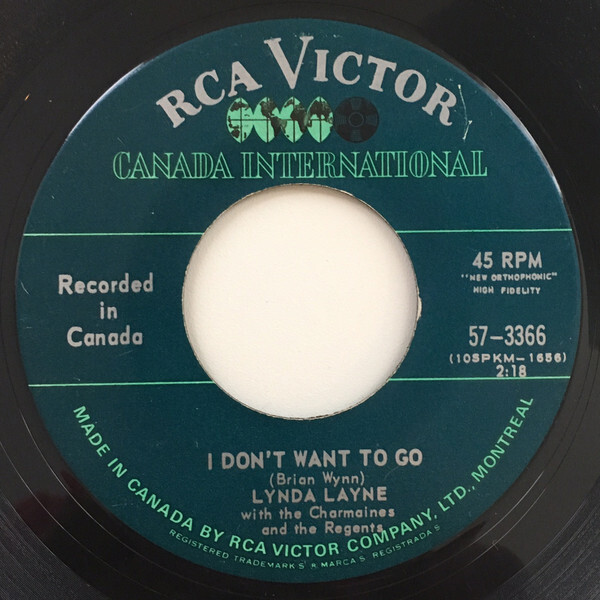 RCA VICTOR
CANADA INTERNATIONAL
Recorded
in
Canada
45 RPM
"NEW ORTHOPHONIC"
HIGH FIDELITY
57-3366
(10SPKM-1656)
2:18
I DON'T WANT TO GO
(Brian Wynn)
LYNDA LAYNE
with the Charmaines
and the Regents
MADE IN CANADA BY RCA VICTOR COMPANY, LTD., MONTREAL
REGISTERED TRADEMARKS & MARCAS REGISTRADAS